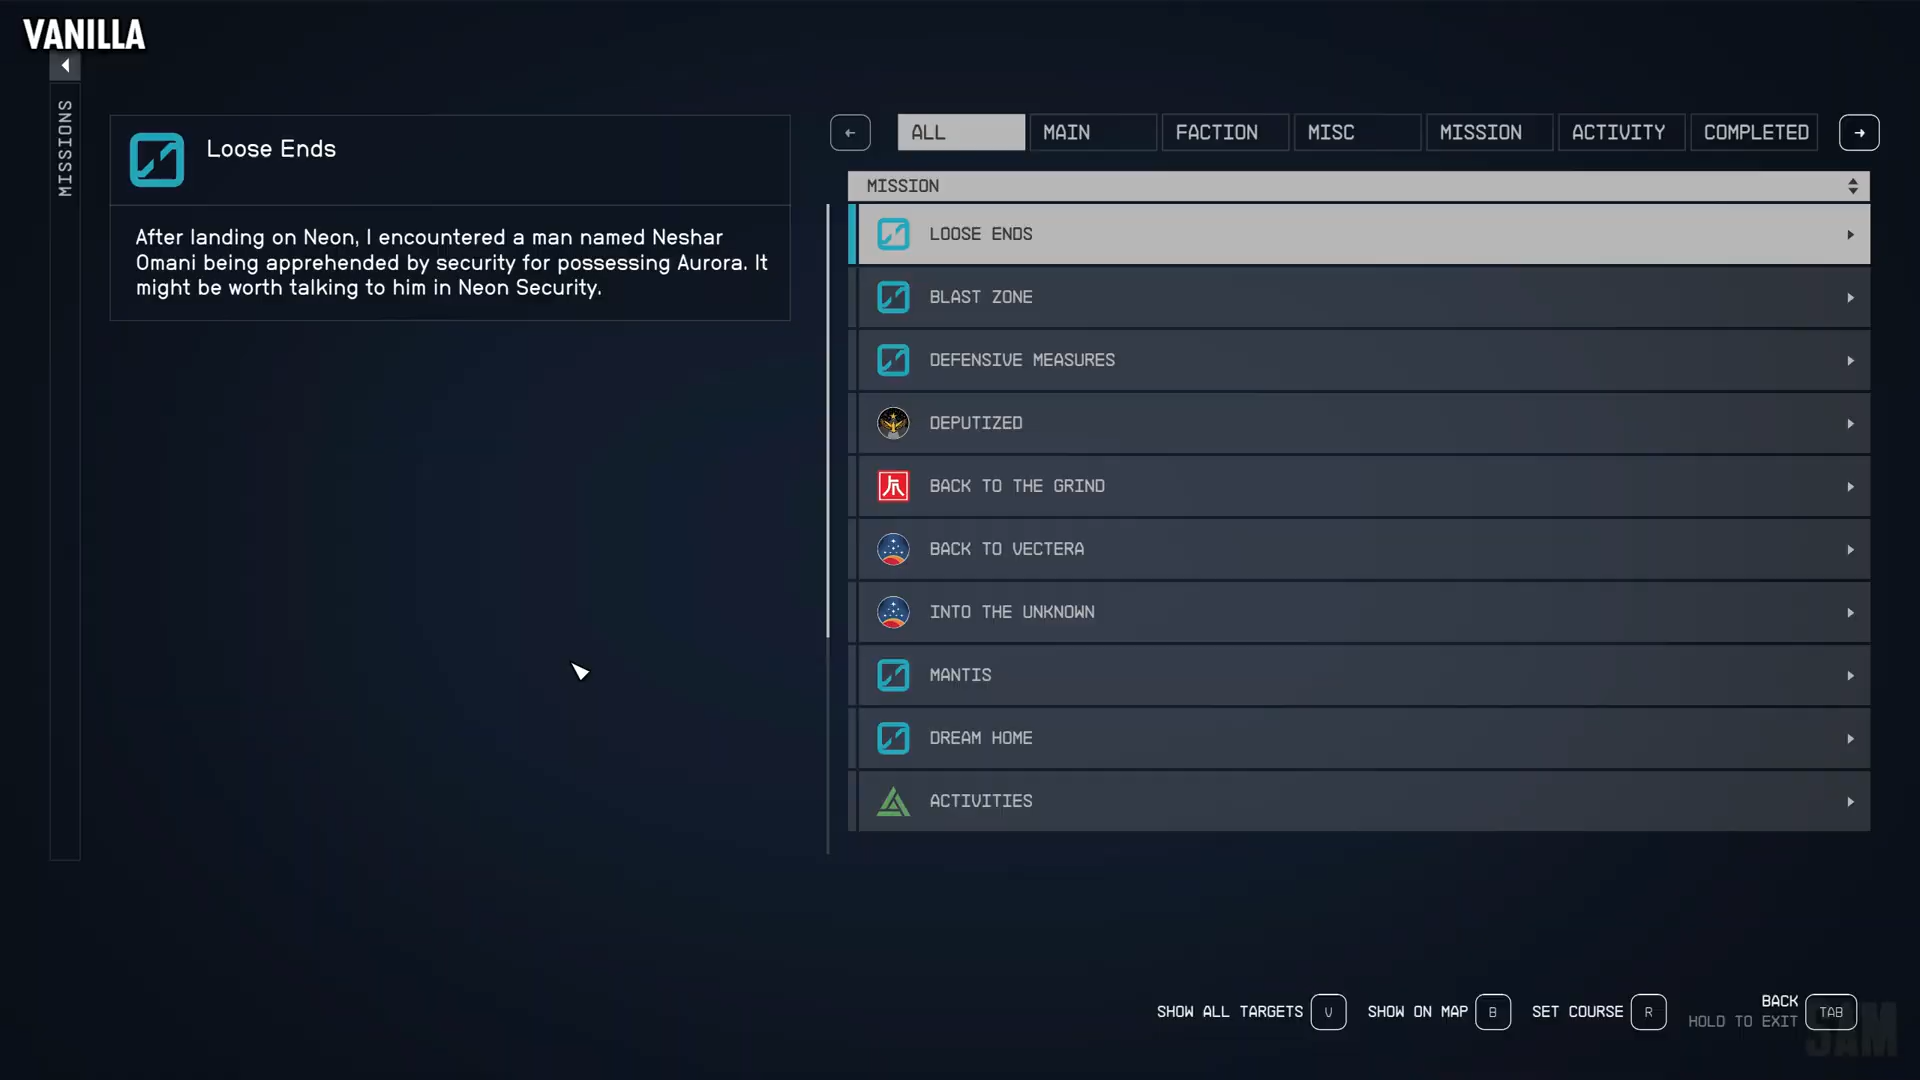 VANILLA
MISSIONS
Loose Ends
After landing on Neon, I encountered a man named Neshar
Omani being apprehended by security for possessing Aurora. It
might be worth talking to him in Neon Security.
ALL MAIN FACTION MISC MISSION ACTIVITY COMPLETED
MISSION
LOOSE ENDS
BLAST ZONE
DEFENSIVE MEASURES
DEPUTIZED
BACK TO THE GRIND
BACK TO VECTERA
INTO THE UNKNOWN
MANTIS
DREAM HOME
ACTIVITIES
SHOW ALL TARGETS V SHOW ON MAP B SET COURSE R BACK TAB
HOLD TO EXIT
SAM